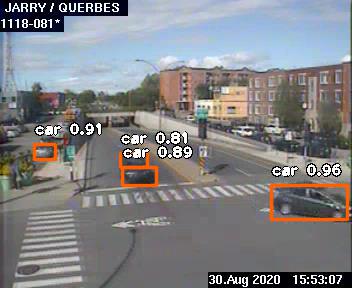 JARRY / QUERBES
1118-081*
car 0.91
car 0.81
car 0.89
car 0.96
30.Aug 2020 15:53:07